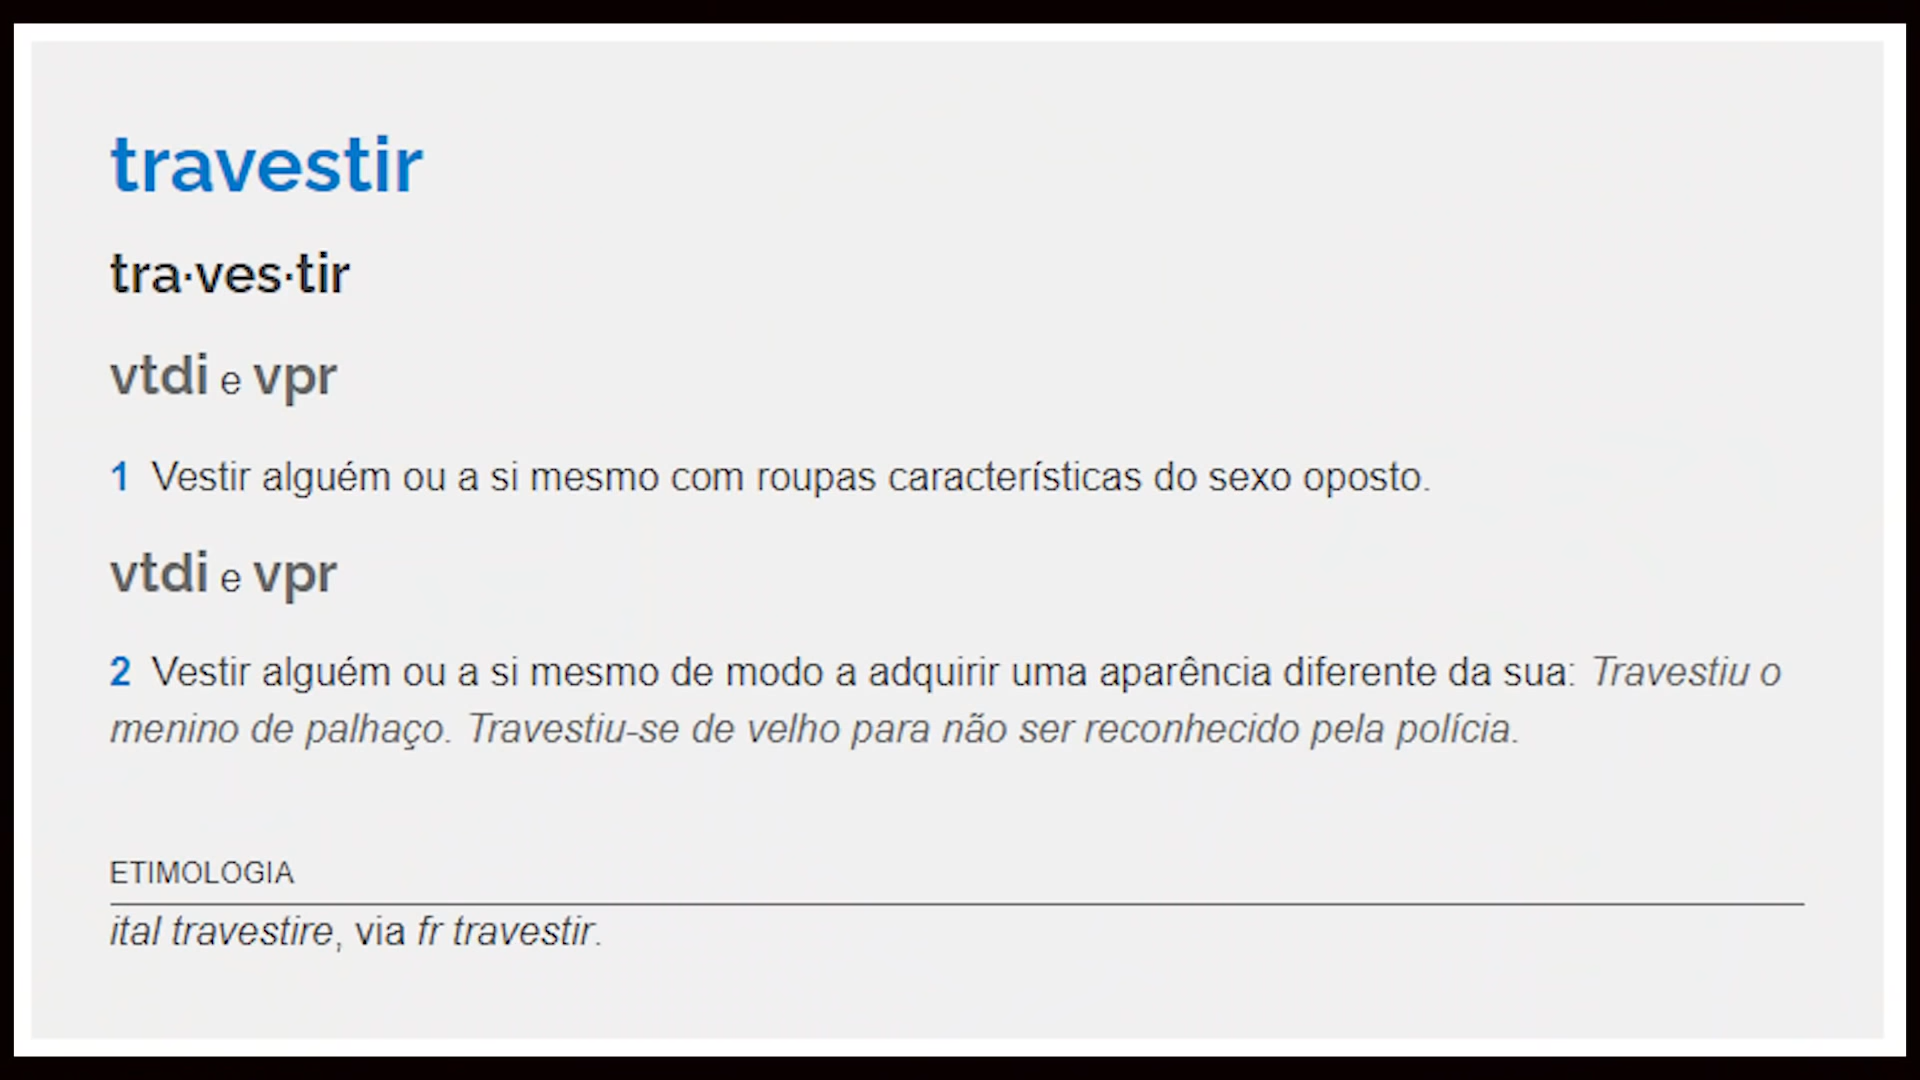 travestir
tra·ves·tir
vtdi e vpr
1 Vestir alguém ou a si mesmo com roupas características do sexo oposto.
vtdi e vpr
2 Vestir alguém ou a si mesmo de modo a adquirir uma aparência diferente da sua: Travestiu o
menino de palhaço. Travestiu-se de velho para não ser reconhecido pela polícia.
ETIMOLOGIA
ital travestire, via fr travestir.